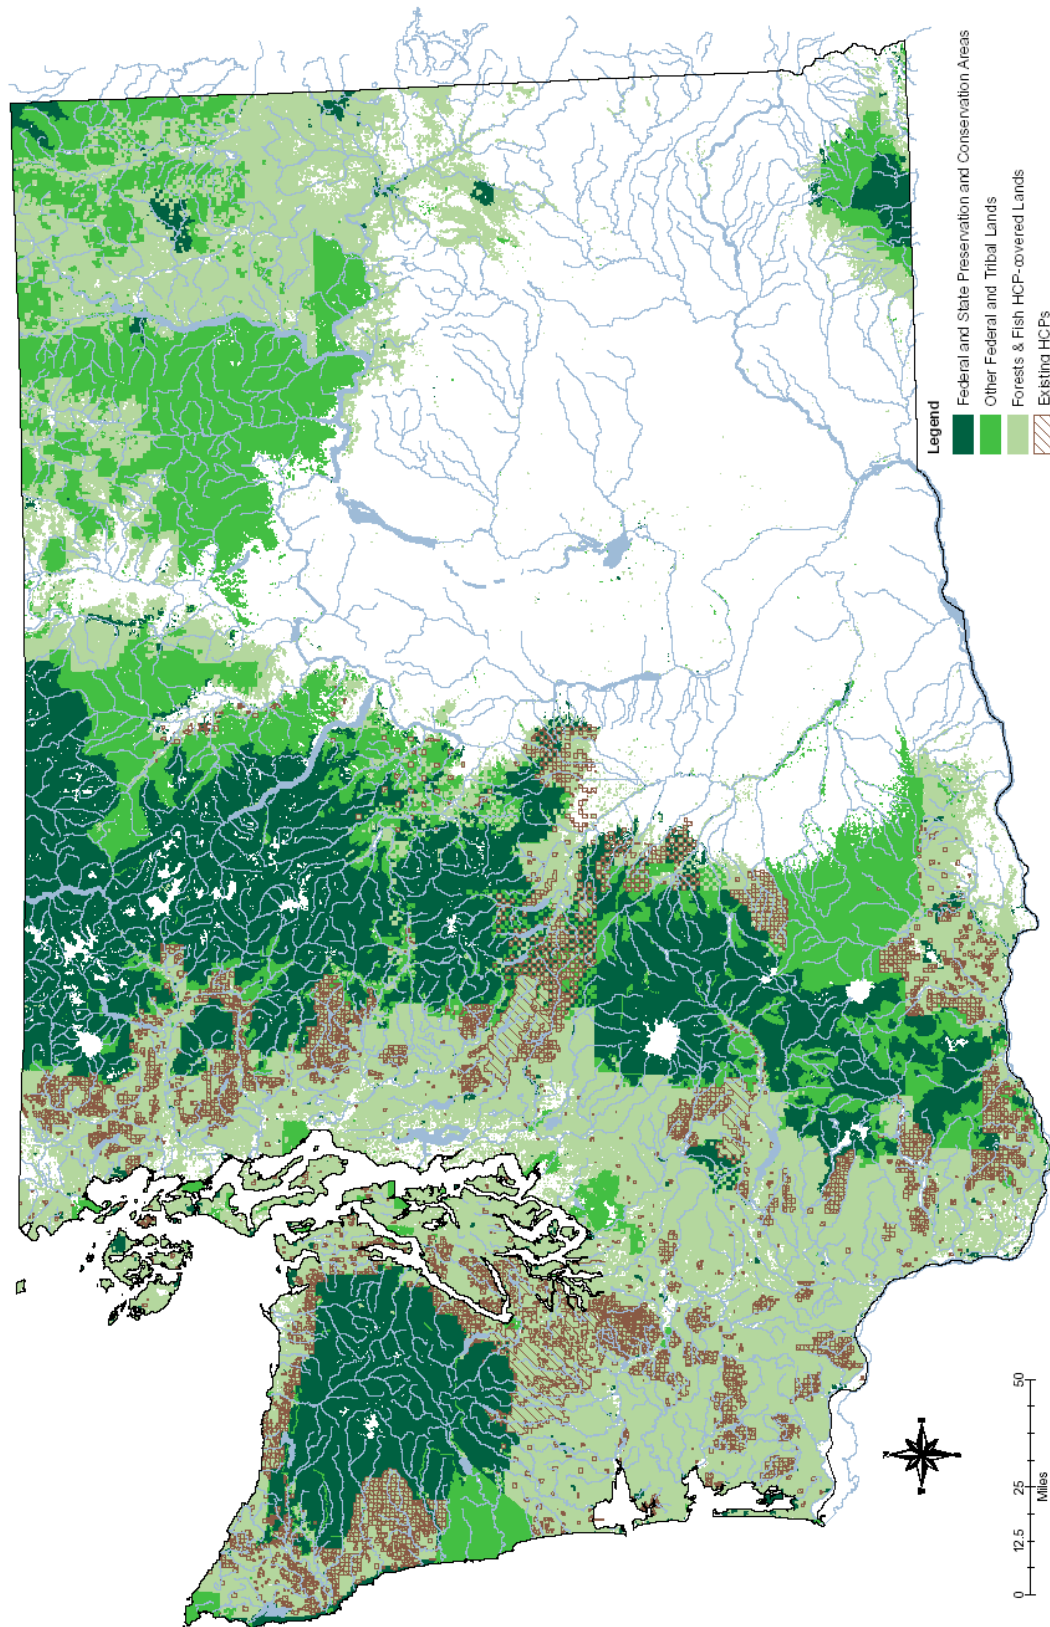 Legend
Federal and State Preservation and Conservation Areas
Other Federal and Tribal Lands
Forests & Fish HCP-covered Lands
Existing HCPs
0 12.5 25 50
Miles